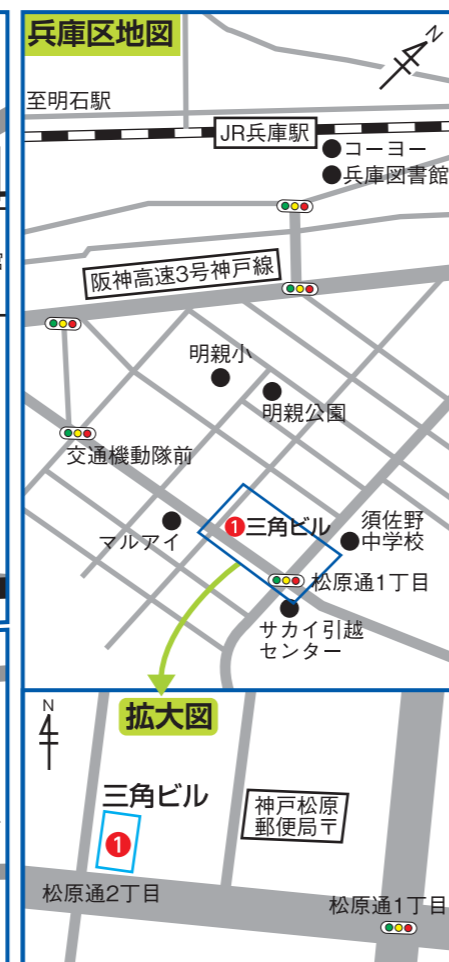 兵庫区地図
N
至明石駅
JR兵庫駅
コーヨー
兵庫図書館
阪神高速3号神戸線
明親小
明親公園
交通機動隊前
マルアイ
1三角ビル
須佐野
中学校
松原通1丁目
サカイ引越
センター
拡大図
N
三角ビル
1
神戸松原
郵便局〒
松原通2丁目
松原通1丁目